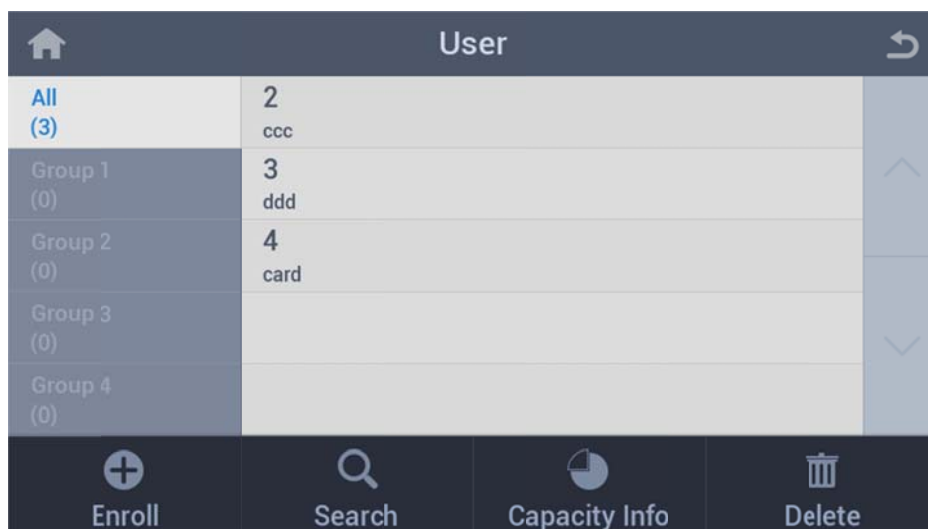 User
All
(3)
Group 1
(0)
Group 2
(0)
Group 3
(0)
Group 4
(0)
2
ccc
3
ddd
4
card
Enroll
Search
Capacity Info
Delete